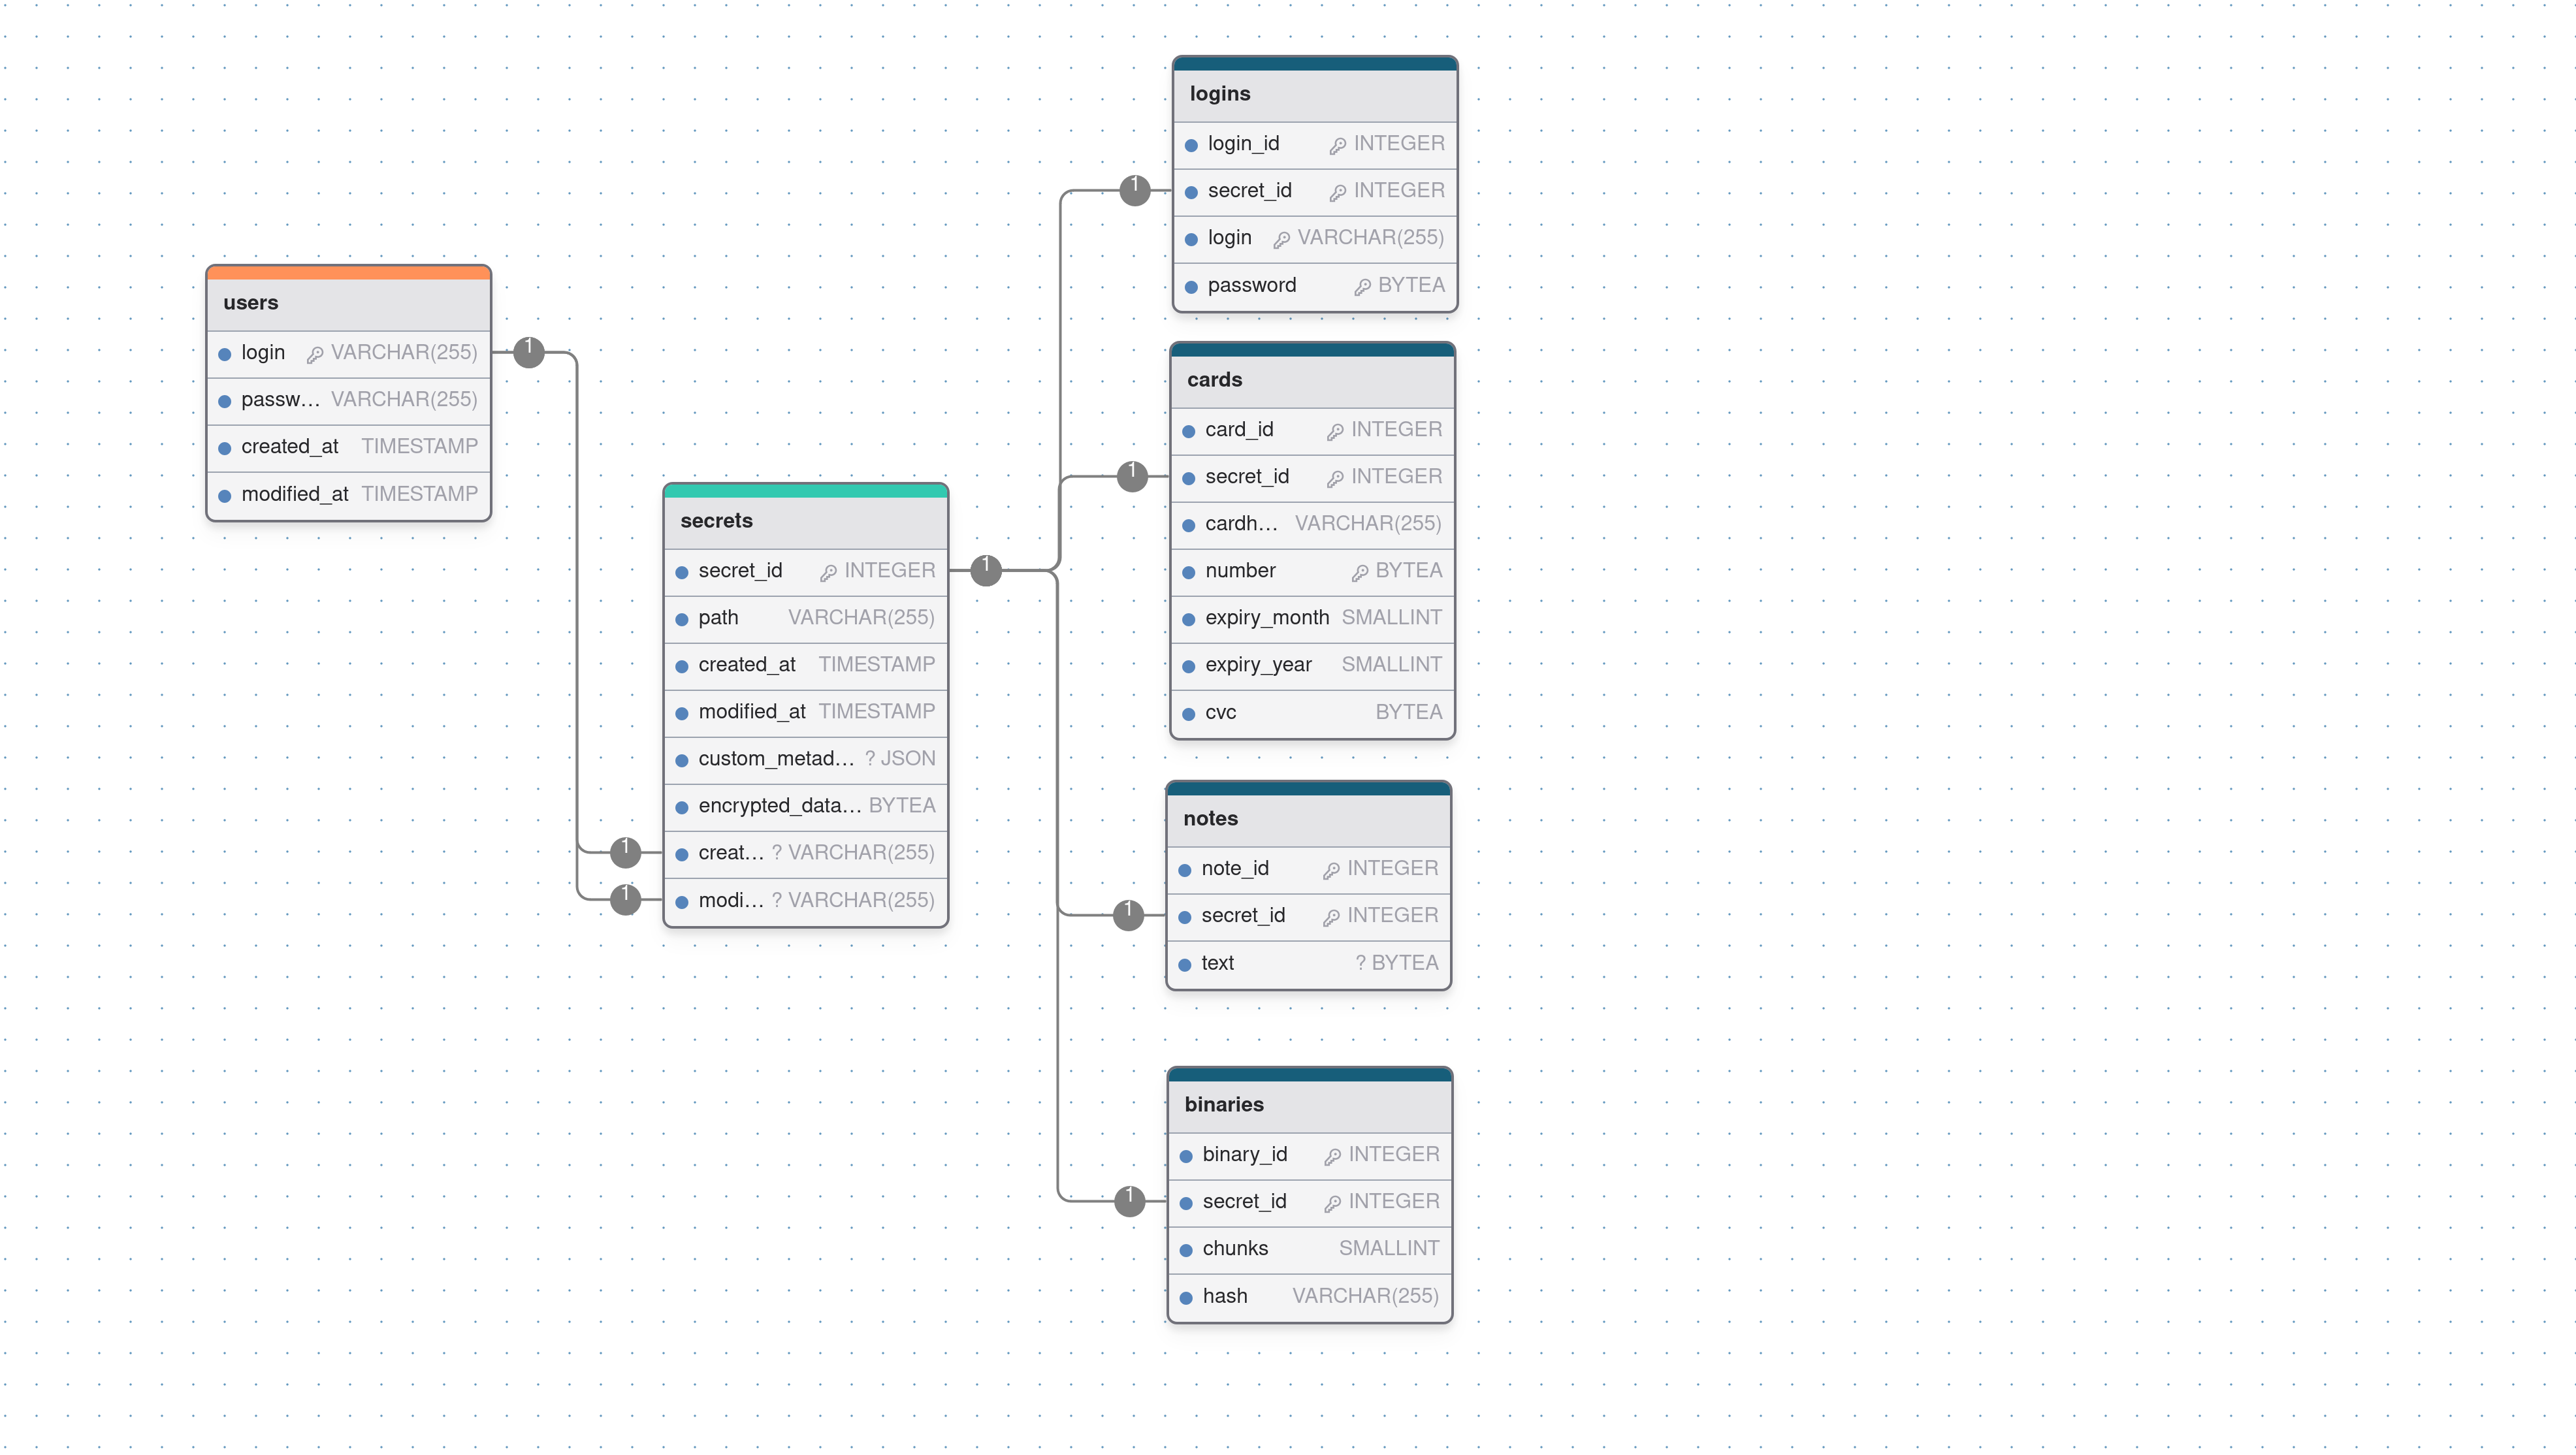 users
login VARCHAR(255)
passw... VARCHAR(255)
created_at TIMESTAMP
modified_at TIMESTAMP
1
secrets
secret_id INTEGER
path VARCHAR(255)
created_at TIMESTAMP
modified_at TIMESTAMP
custom_metad... ? JSON
encrypted_data... BYTEA
creat... ? VARCHAR(255)
modi... ? VARCHAR(255)
1
1
1
logins
login_id INTEGER
secret_id INTEGER
login VARCHAR(255)
password BYTEA
1
cards
card_id INTEGER
secret_id INTEGER
cardh... VARCHAR(255)
number BYTEA
expiry_month SMALLINT
expiry_year SMALLINT
cvc BYTEA
1
notes
note_id INTEGER
secret_id INTEGER
text ? BYTEA
1
binaries
binary_id INTEGER
secret_id INTEGER
chunks SMALLINT
hash VARCHAR(255)
1